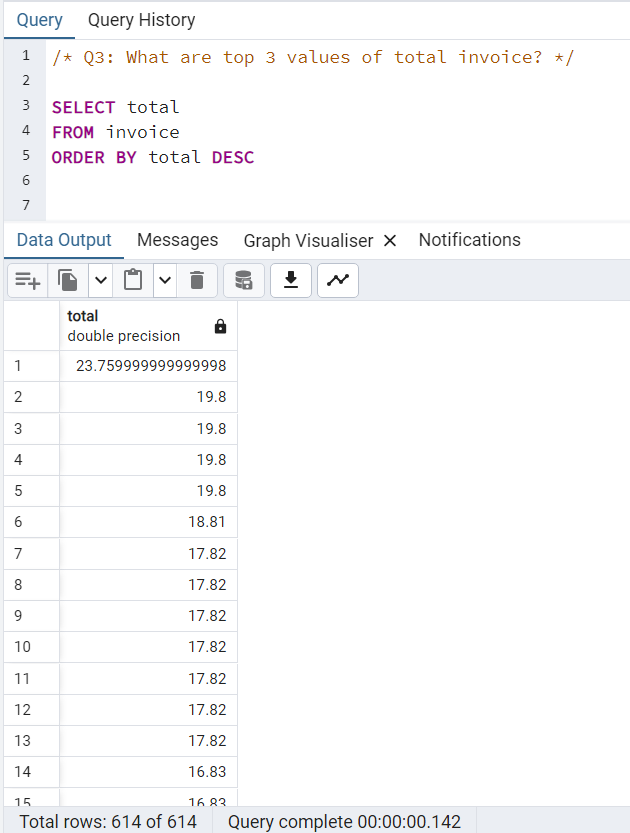 Query Query History
1 /* Q3: What are top 3 values of total invoice? */
2
3 SELECT total
4 FROM invoice
5 ORDER BY total DESC
6
7
Data Output Messages Graph Visualiser Notifications
total
double precision
1 23.759999999999998
2 19.8
3 19.8
4 19.8
5 19.8
6 18.81
7 17.82
8 17.82
9 17.82
10 17.82
11 17.82
12 17.82
13 17.82
14 16.83
15 16.83
Total rows: 614 of 614 Query complete 00:00:00.142